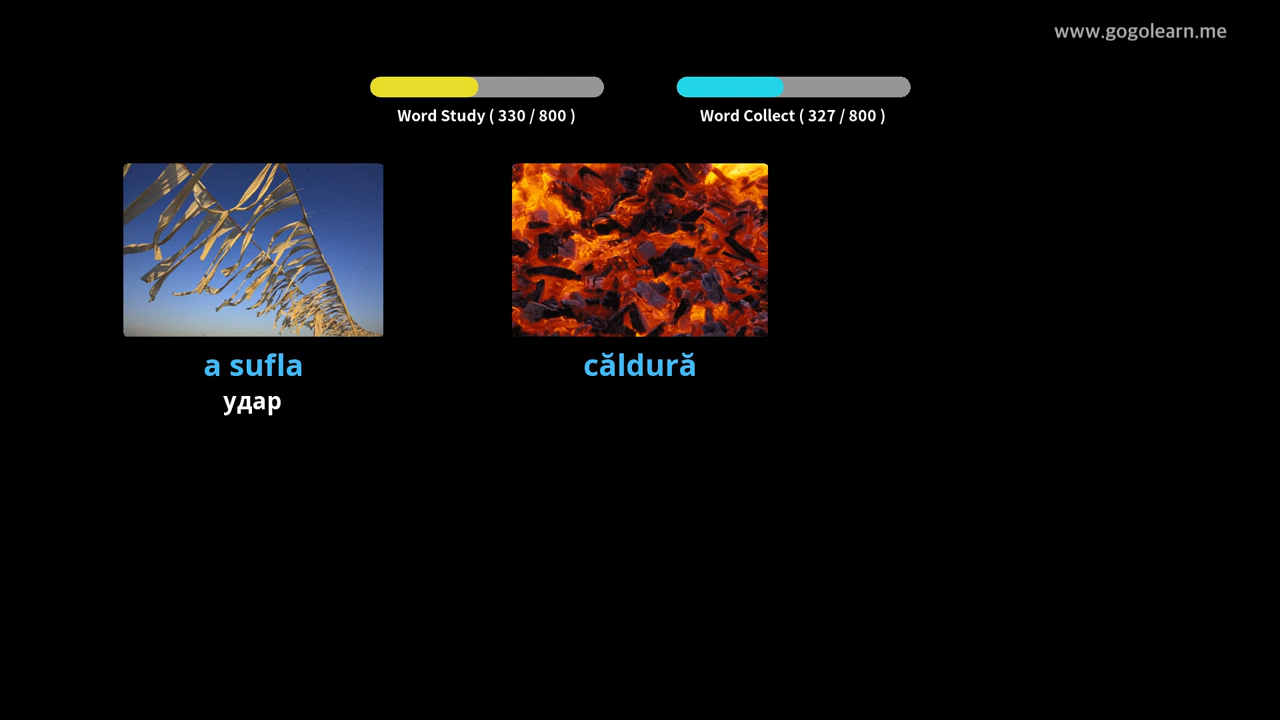 www.gogolearn.me
Word Study ( 330 / 800 )
Word Collect ( 327 / 800 )
a sufla
удар
căldură